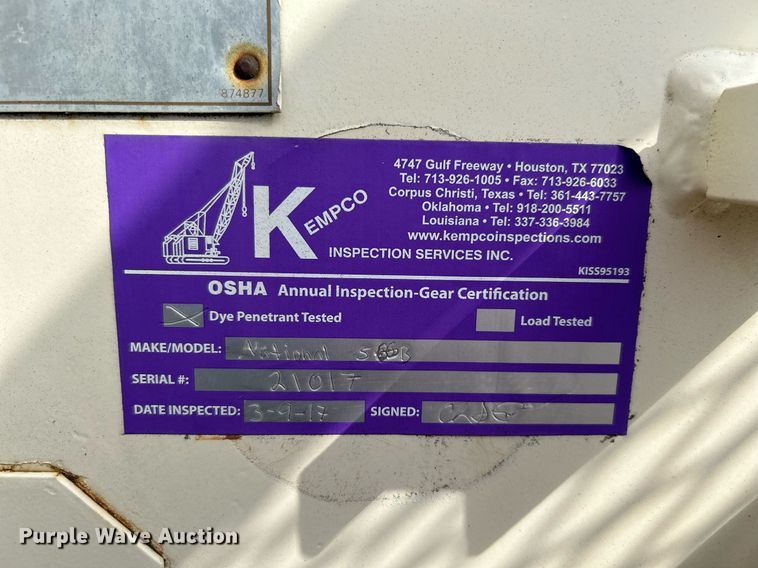 874877
KEMPCO
INSPECTION SERVICES INC.
4747 Gulf Freeway • Houston, TX 77023
Tel: 713-926-1005 • Fax: 713-926-6033
Corpus Christi, Texas • Tel: 361-443-7757
Oklahoma • Tel: 918-200-5511
Louisiana • Tel: 337-336-3984
www.kempcoinspections.com
KISS95193
OSHA Annual Inspection-Gear Certification
Dye Penetrant Tested
Load Tested
MAKE/MODEL: National
SERIAL #: 21017
DATE INSPECTED: 3-9-17 SIGNED:
Purple Wave Auction